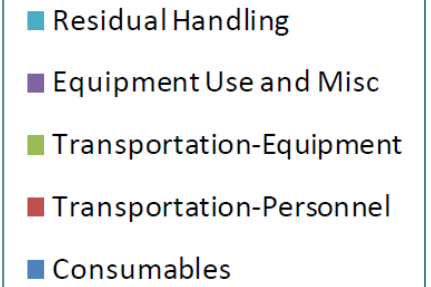 Residual Handling
Equipment Use and Misc
Transportation-Equipment
Transportation-Personnel
Consumables